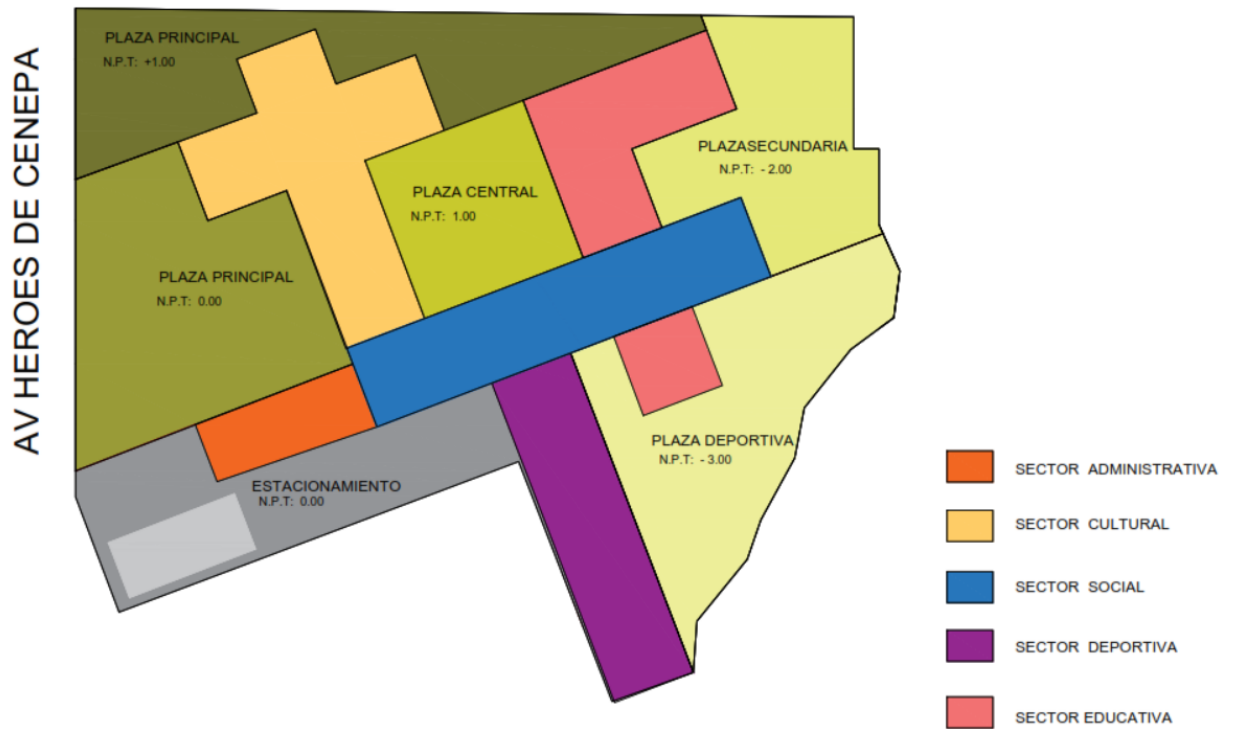 AV HEROES DE CENEPA
PLAZA PRINCIPAL
N.P.T: +1.00
PLAZASECUNDARIA
N.P.T: - 2.00
PLAZA CENTRAL
N.P.T: 1.00
PLAZA PRINCIPAL
N.P.T: 0.00
PLAZA DEPORTIVA
N.P.T: - 3.00
ESTACIONAMIENTO
N.P.T: 0.00
SECTOR ADMINISTRATIVA
SECTOR CULTURAL
SECTOR SOCIAL
SECTOR DEPORTIVA
SECTOR EDUCATIVA